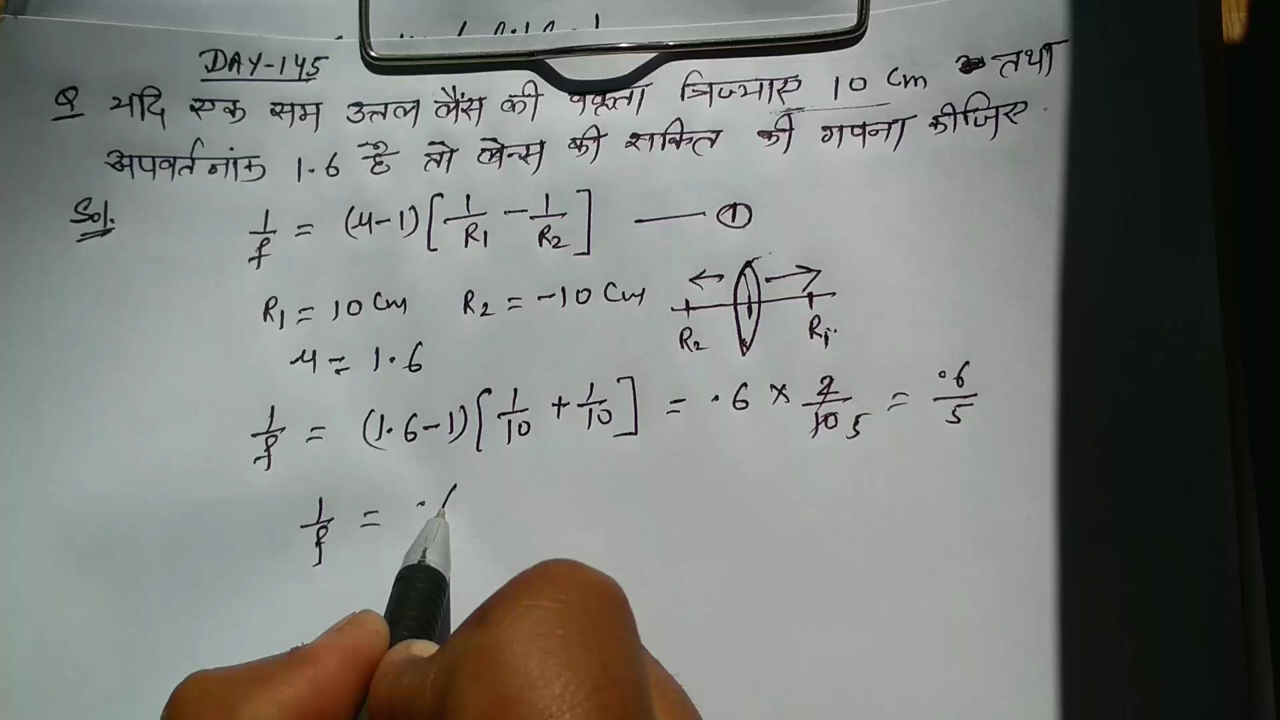 DAY-145
Q यदि एक सम उत्तल लैंस की वक्रता त्रिज्याए 10 cm तथा
अपवर्तनांक 1.6 है तो लेन्स की शक्ति की गणना कीजिए
Sol.
1/f = (μ-1)[1/R1 - 1/R2] —— ①
R1 = 10 Cm R2 = -10 Cm
R2 R1
μ = 1.6
1/f = (1.6-1)[1/10 + 1/10] = .6 × 2/10 5 = .6/5
1/f =